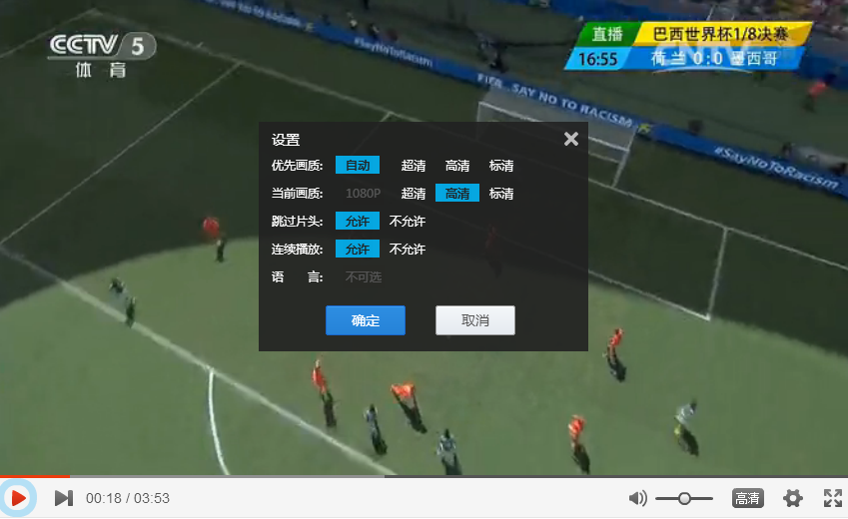 CCTV 5
体育
直播 巴西世界杯1/8决赛
16:55 荷兰 0:0 墨西哥
#SayNoToRacism
FIFA SAY NO TO RACISM
#SayNoToRacism
设置
优先画质: 自动 超清 高清 标清
当前画质: 1080P 超清 高清 标清
跳过片头: 允许 不允许
连续播放: 允许 不允许
语 言: 不可选
确定 取消
00:18 / 03:53 高清